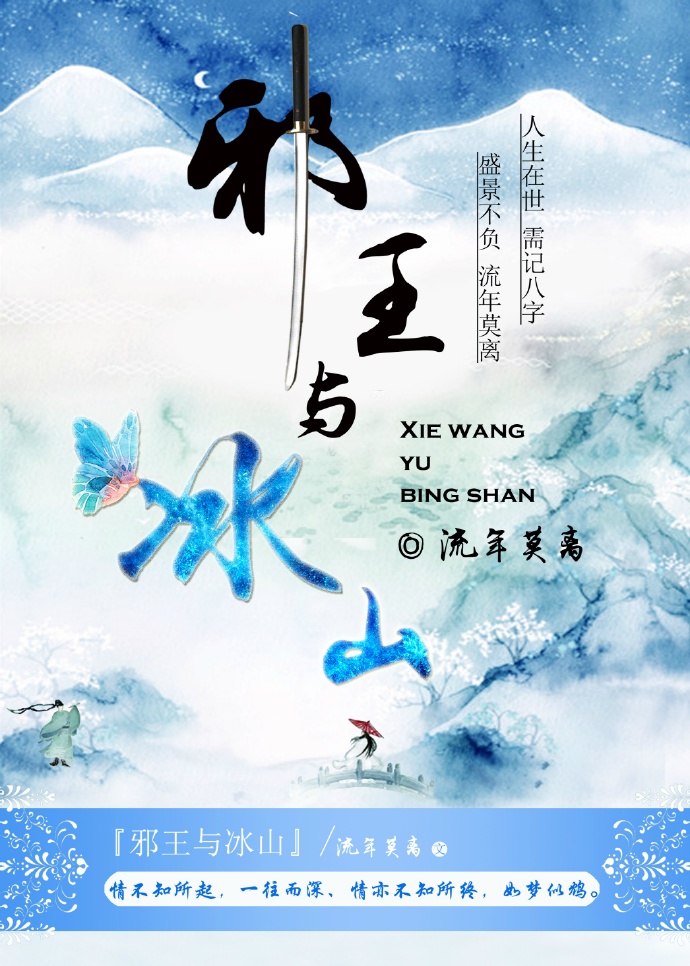 邪王与冰山
人生在世 需记八字
盛景不负 流年莫离
XIE WANG
YU
BING SHAN
◎ 流年莫离
『邪王与冰山』/流年莫离 文
情不知所起，一往而深、情亦不知所终，如梦似鸩。